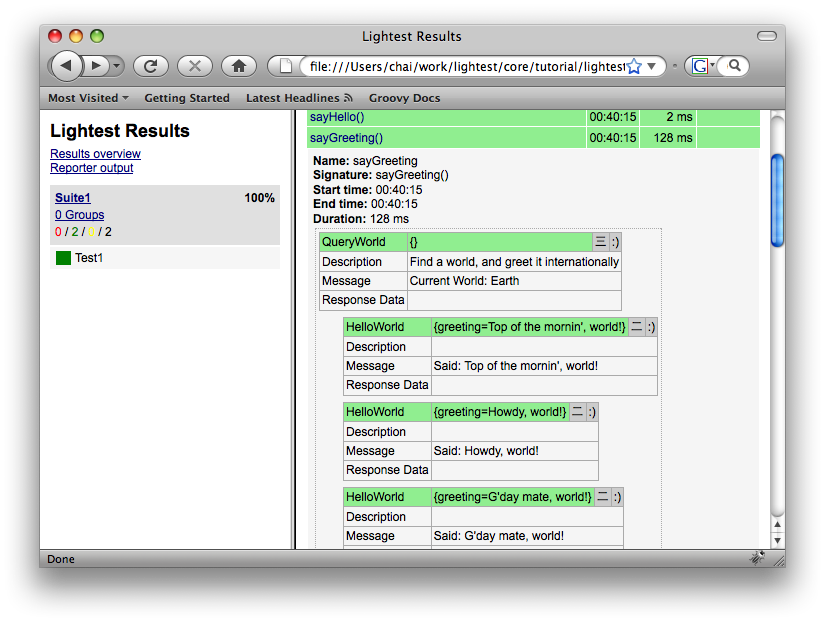 Lightest Results
file:///Users/chai/work/lightest/core/tutorial/lightest
G
Most Visited Getting Started Latest Headlines Groovy Docs
Lightest Results
Results overview
Reporter output
Suite1 100%
0 Groups
0 / 2 / 0 / 2
Test1
sayHello() 00:40:15 2 ms
sayGreeting() 00:40:15 128 ms
Name: sayGreeting
Signature: sayGreeting()
Start time: 00:40:15
End time: 00:40:15
Duration: 128 ms
QueryWorld {} 三 :)
Description Find a world, and greet it internationally
Message Current World: Earth
Response Data
HelloWorld {greeting=Top of the mornin', world!} 二 :)
Description
Message Said: Top of the mornin', world!
Response Data
HelloWorld {greeting=Howdy, world!} 二 :)
Description
Message Said: Howdy, world!
Response Data
HelloWorld {greeting=G'day mate, world!} 二 :)
Description
Message Said: G'day mate, world!
Done